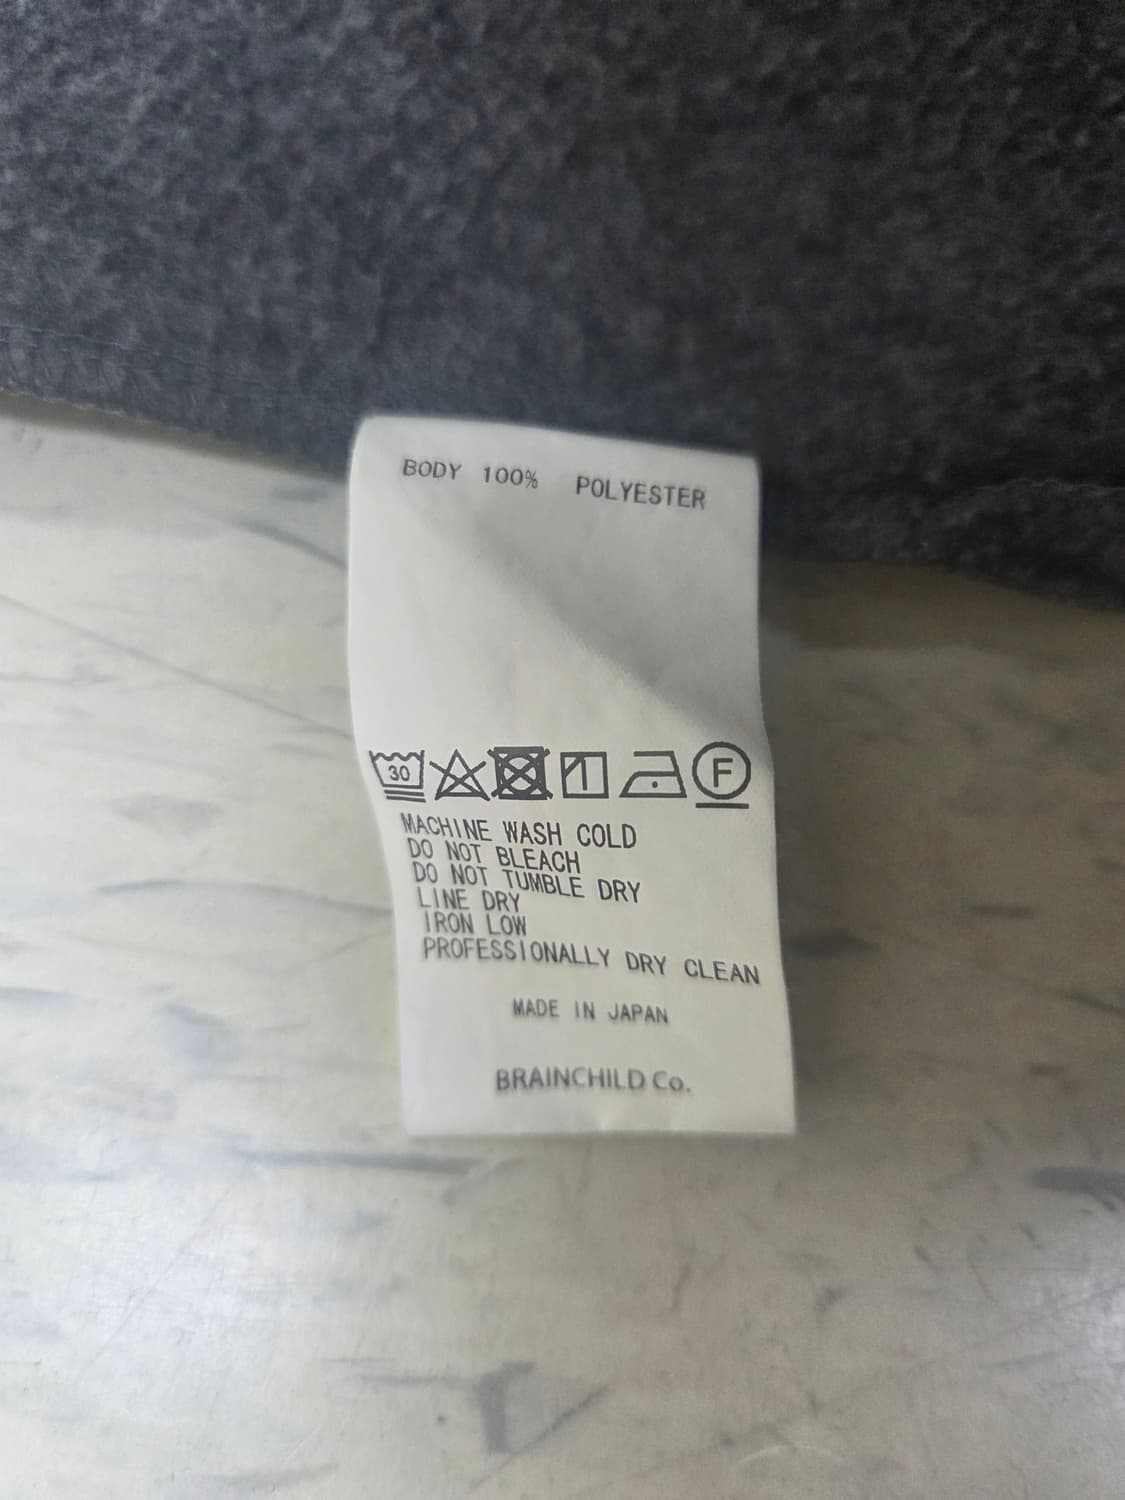 BODY 100% POLYESTER
30 F
MACHINE WASH COLD
DO NOT BLEACH
DO NOT TUMBLE DRY
LINE DRY
IRON LOW
PROFESSIONALLY DRY CLEAN
MADE IN JAPAN
BRAINCHILD Co.